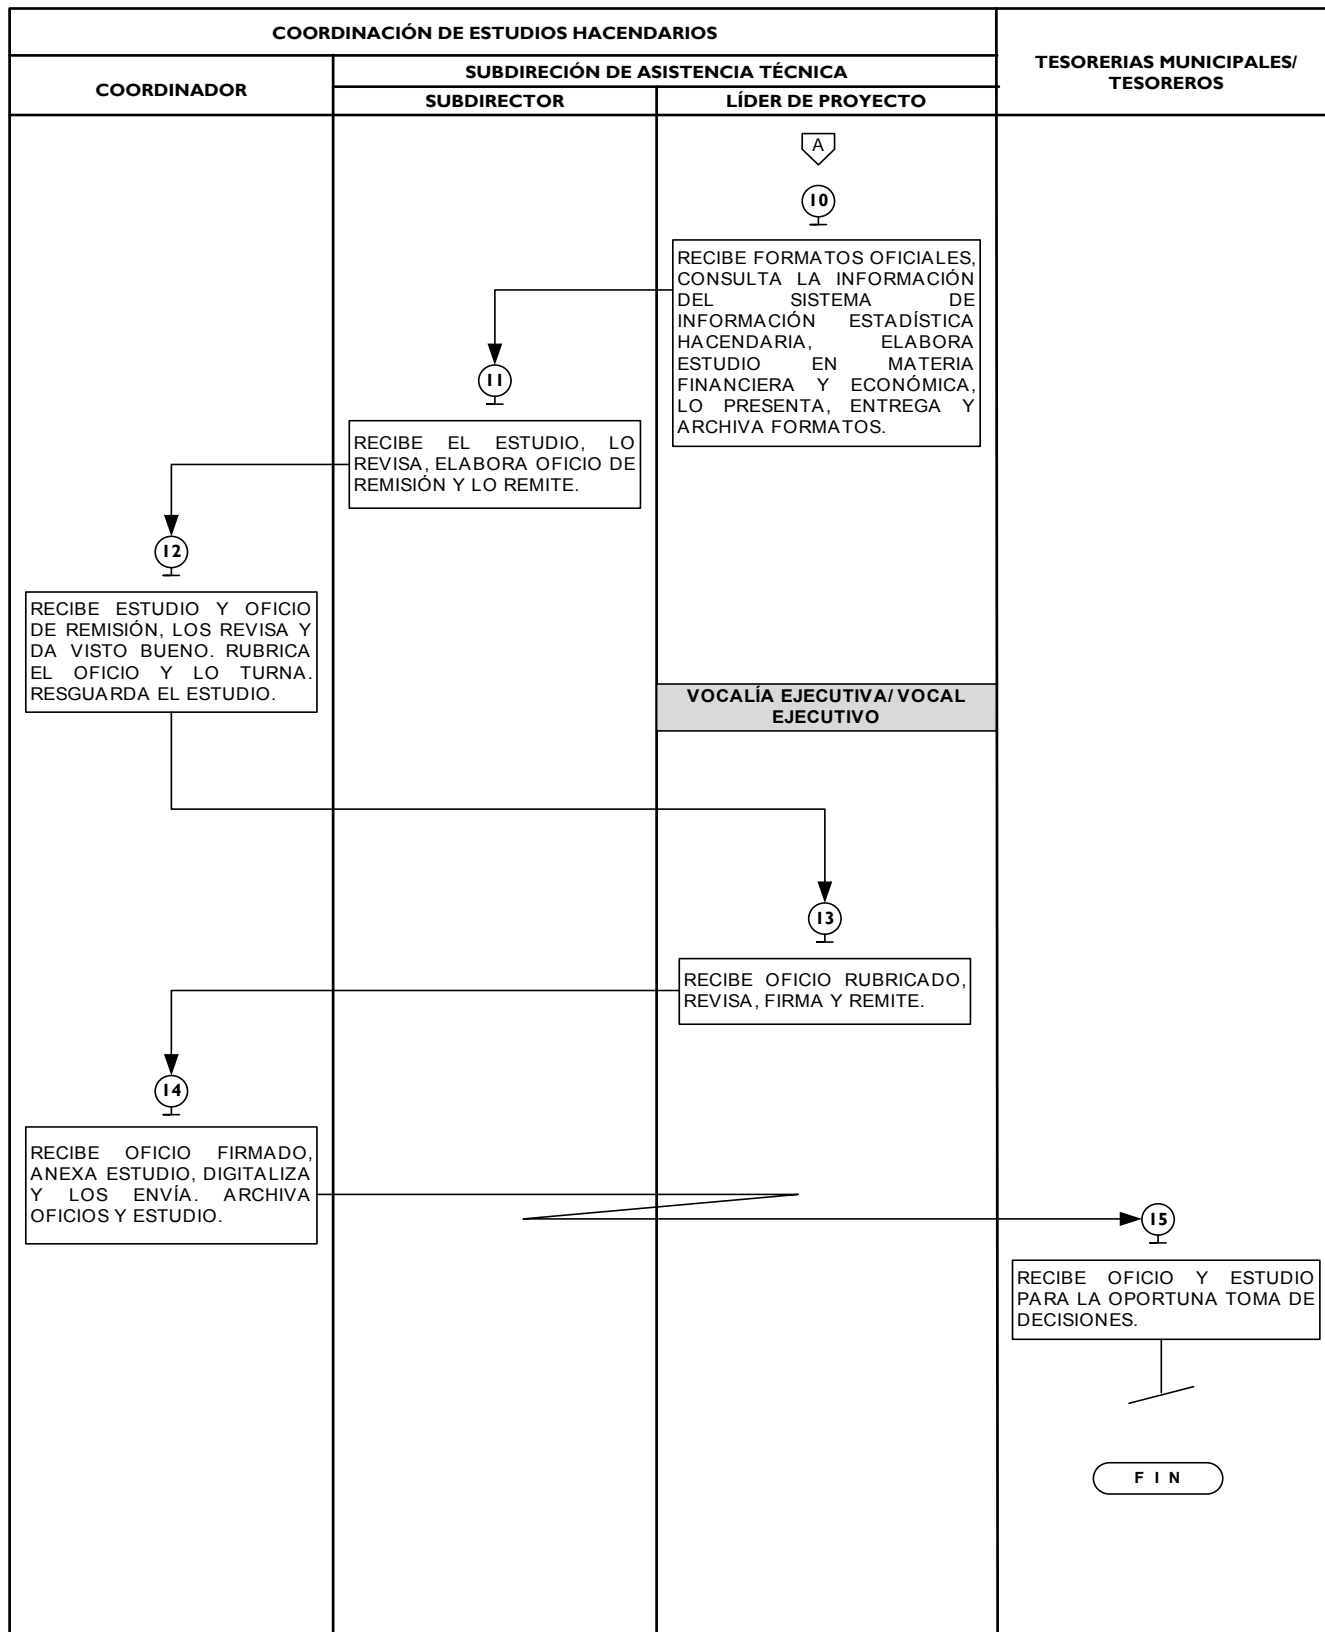 COORDINACIÓN DE ESTUDIOS HACENDARIOS
TESORERIAS MUNICIPALES/
TESOREROS
COORDINADOR
SUBDIRECIÓN DE ASISTENCIA TÉCNICA
SUBDIRECTOR
LÍDER DE PROYECTO
A
10
RECIBE FORMATOS OFICIALES,
CONSULTA LA INFORMACIÓN
DEL SISTEMA DE
INFORMACIÓN ESTADÍSTICA
HACENDARIA, ELABORA
ESTUDIO EN MATERIA
FINANCIERA Y ECONÓMICA,
LO PRESENTA, ENTREGA Y
ARCHIVA FORMATOS.
11
RECIBE EL ESTUDIO, LO
REVISA, ELABORA OFICIO DE
REMISIÓN Y LO REMITE.
12
RECIBE ESTUDIO Y OFICIO
DE REMISIÓN, LOS REVISA Y
DA VISTO BUENO. RUBRICA
EL OFICIO Y LO TURNA.
RESGUARDA EL ESTUDIO.
VOCALÍA EJECUTIVA/ VOCAL
EJECUTIVO
13
RECIBE OFICIO RUBRICADO,
REVISA, FIRMA Y REMITE.
14
RECIBE OFICIO FIRMADO,
ANEXA ESTUDIO, DIGITALIZA
Y LOS ENVÍA. ARCHIVA
OFICIOS Y ESTUDIO.
15
RECIBE OFICIO Y ESTUDIO
PARA LA OPORTUNA TOMA DE
DECISIONES.
F I N